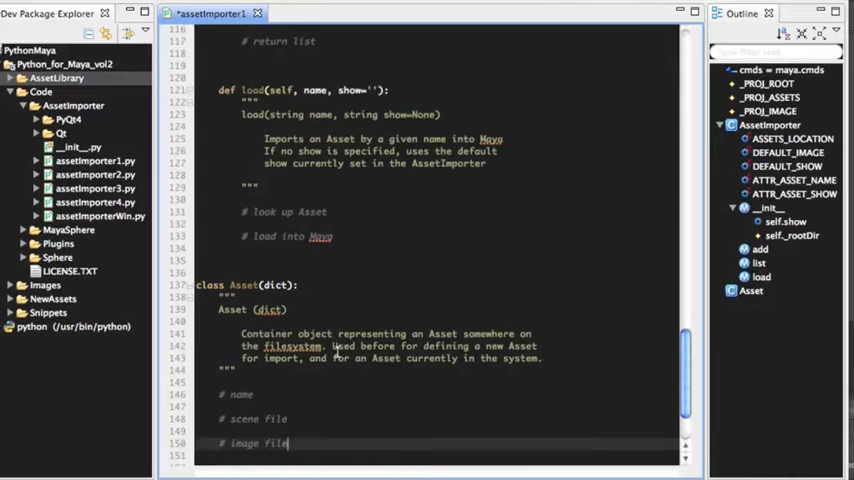 Dev Package Explorer
PythonMaya
Python_for_Maya_vol2
AssetLibrary
Code
AssetImporter
PyQt4
Qt
__init__.py
assetImporter1.py
assetImporter2.py
assetImporter3.py
assetImporter4.py
assetImporterWin.py
MayaSphere
Plugins
Sphere
LICENSE.TXT
Images
NewAssets
python (/usr/bin/python)
*assetImporter1
116
117 # return list
118
119
120
121 def load(self, name, show=''):
122 """
123 load(string name, string show=None)
124
125 Imports an Asset by a given name into Maya
126 If no show is specified, uses the default
127 show currently set in the AssetImporter
128
129 """
130
131 # look up Asset
132
133 # load into Maya
134
135
136
137 class Asset(dict):
138 """
139 Asset (dict)
140
141 Container object representing an Asset somewhere on
142 the filesystem. Used before for defining a new Asset
143 for import, and for an Asset currently in the system.
144 """
145
146 # name
147
148 # scene file
149
150 # image file
151
Outline
type filter text
cmds = maya.cmds
_PROJ_ROOT
_PROJ_ASSETS
_PROJ_IMAGE
AssetImporter
ASSETS_LOCATION
DEFAULT_IMAGE
DEFAULT_SHOW
ATTR_ASSET_NAME
ATTR_ASSET_SHOW
__init__
self.show
self._rootDir
add
list
load
Asset